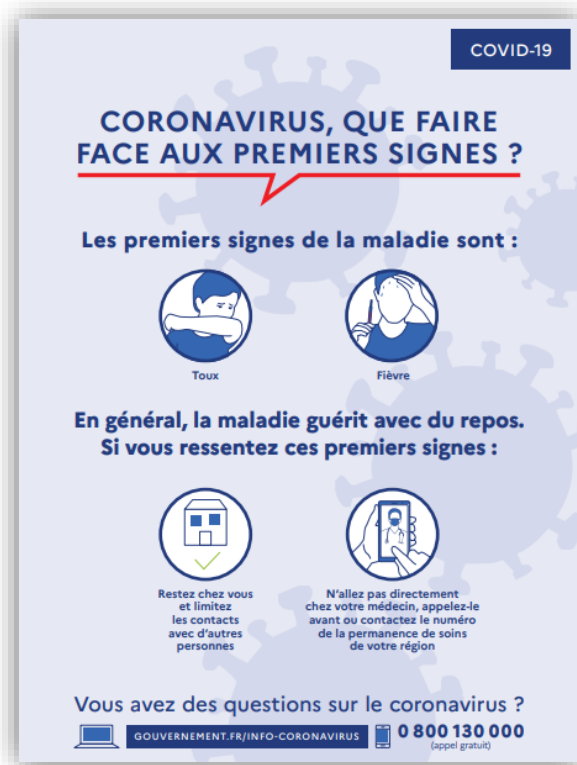 COVID-19
CORONAVIRUS, QUE FAIRE
FACE AUX PREMIERS SIGNES ?
Les premiers signes de la maladie sont :
Toux
Fièvre
En général, la maladie guérit avec du repos.
Si vous ressentez ces premiers signes :
Restez chez vous
et limitez
les contacts
avec d'autres
personnes
N'allez pas directement
chez votre médecin, appelez-le
avant ou contactez le numéro
de la permanence de soins
de votre région
Vous avez des questions sur le coronavirus ?
GOUVERNEMENT.FR/INFO-CORONAVIRUS
0 800 130 000
(appel gratuit)